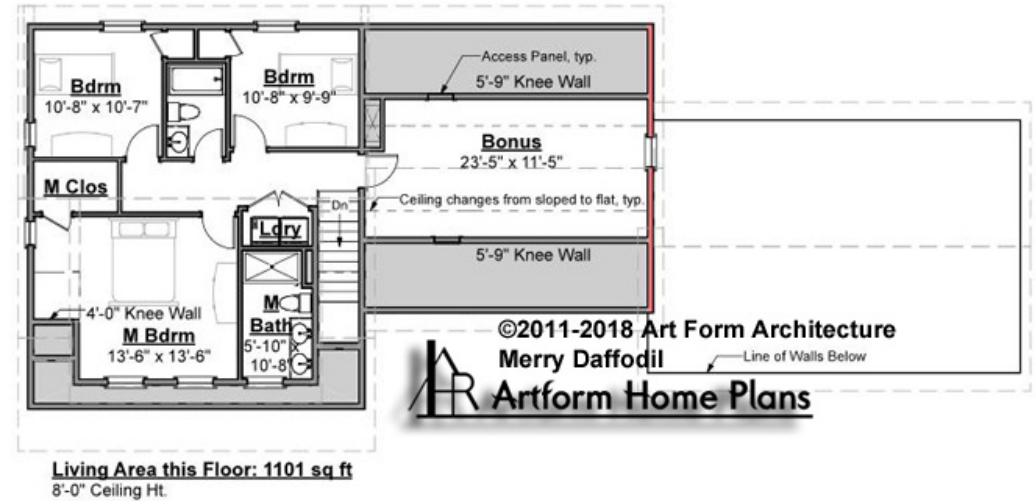 Access Panel, typ.
5'-9" Knee Wall
Bdrm
10'-8" x 10'-7"
Bdrm
10'-8" x 9'-9"
Bonus
23'-5" x 11'-5"
M Clos
Ceiling changes from sloped to flat, typ.
Dn
Ldry
5'-9" Knee Wall
4'-0" Knee Wall
M Bdrm
13'-6" x 13'-6"
M
Bath
5'-10" x
10'-8"
©2011-2018 Art Form Architecture
Merry Daffodil
Line of Walls Below
Artform Home Plans
Living Area this Floor: 1101 sq ft
8'-0" Ceiling Ht.